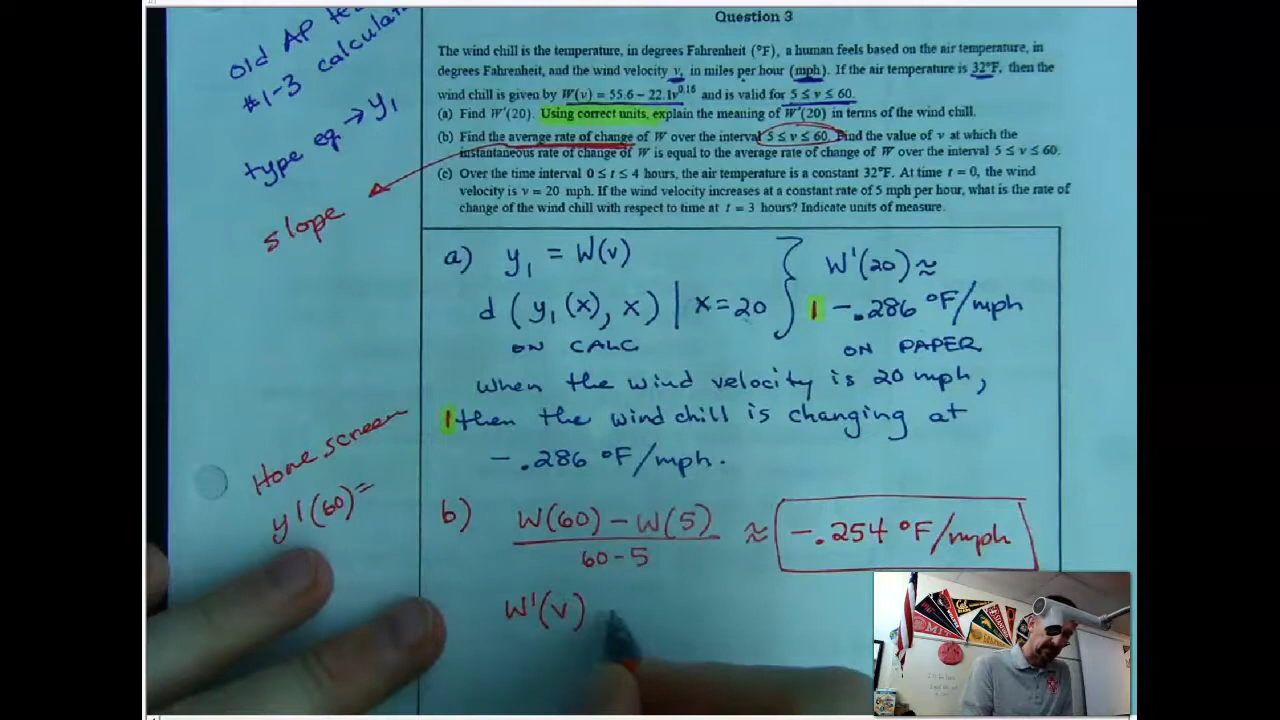 Question 3
old AP
#1-3
type eq → y₁
slope
The wind chill is the temperature, in degrees Fahrenheit (°F), a human feels based on the air temperature, in
degrees Fahrenheit, and the wind velocity v, in miles per hour (mph). If the air temperature is 32°F, then the
wind chill is given by W(v) = 55.6 − 22.1v^0.16 and is valid for 5 ≤ v ≤ 60.
(a) Find W'(20). Using correct units, explain the meaning of W'(20) in terms of the wind chill.
(b) Find the average rate of change of W over the interval 5 ≤ v ≤ 60. Find the value of v at which the
instantaneous rate of change of W is equal to the average rate of change of W over the interval 5 ≤ v ≤ 60.
(c) Over the time interval 0 ≤ t ≤ 4 hours, the air temperature is a constant 32°F. At time t = 0, the wind
velocity is v = 20 mph. If the wind velocity increases at a constant rate of 5 mph per hour, what is the rate of
change of the wind chill with respect to time at t = 3 hours? Indicate units of measure.
a) y₁ = W(v)
d ( y₁(x), x ) | x=20
ON CALC
W'(20) ≈
1 -.286 °F/mph
ON PAPER
When the wind velocity is 20 mph,
1 then the wind chill is changing at
-.286 °F/mph.
Home screen
y1(60)=
b) W(60) - W(5)
60-5
≈ -.254 °F/mph
W'(v)
MIT